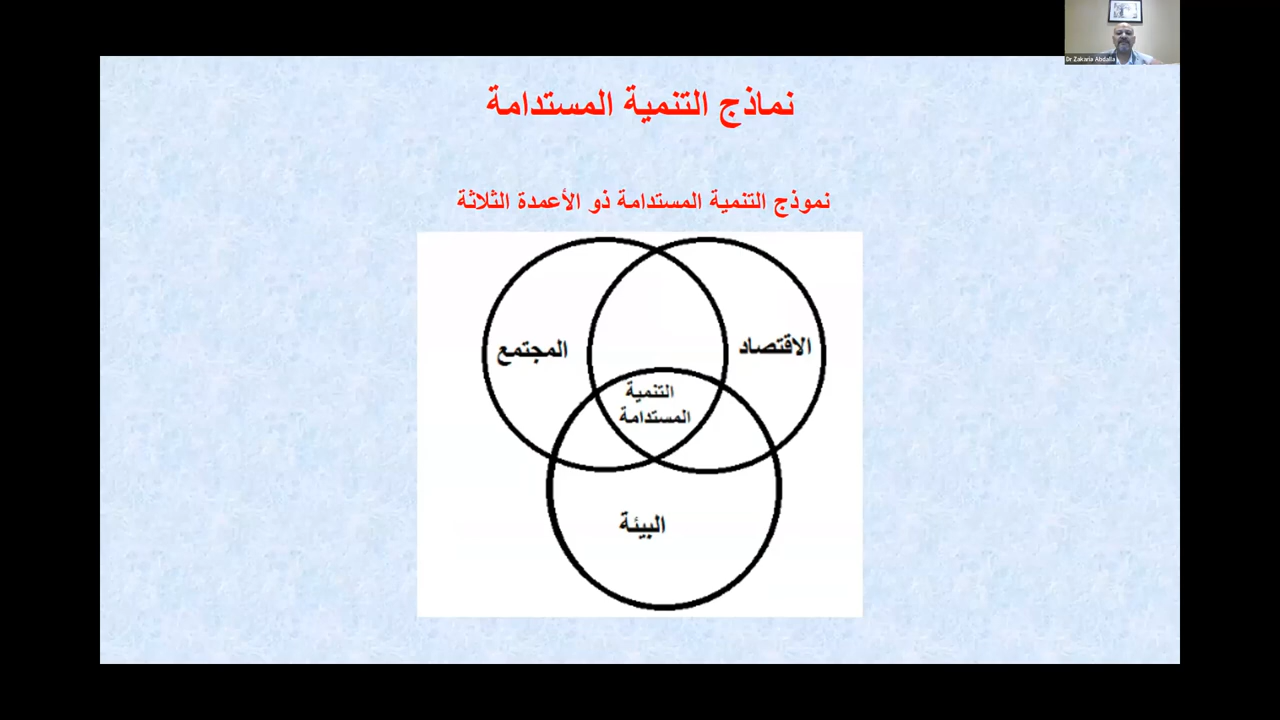 Dr Zakaria Abdalla
نماذج التنمية المستدامة
نموذج التنمية المستدامة ذو الأعمدة الثلاثة
الاقتصاد
المجتمع
التنمية
المستدامة
البيئة